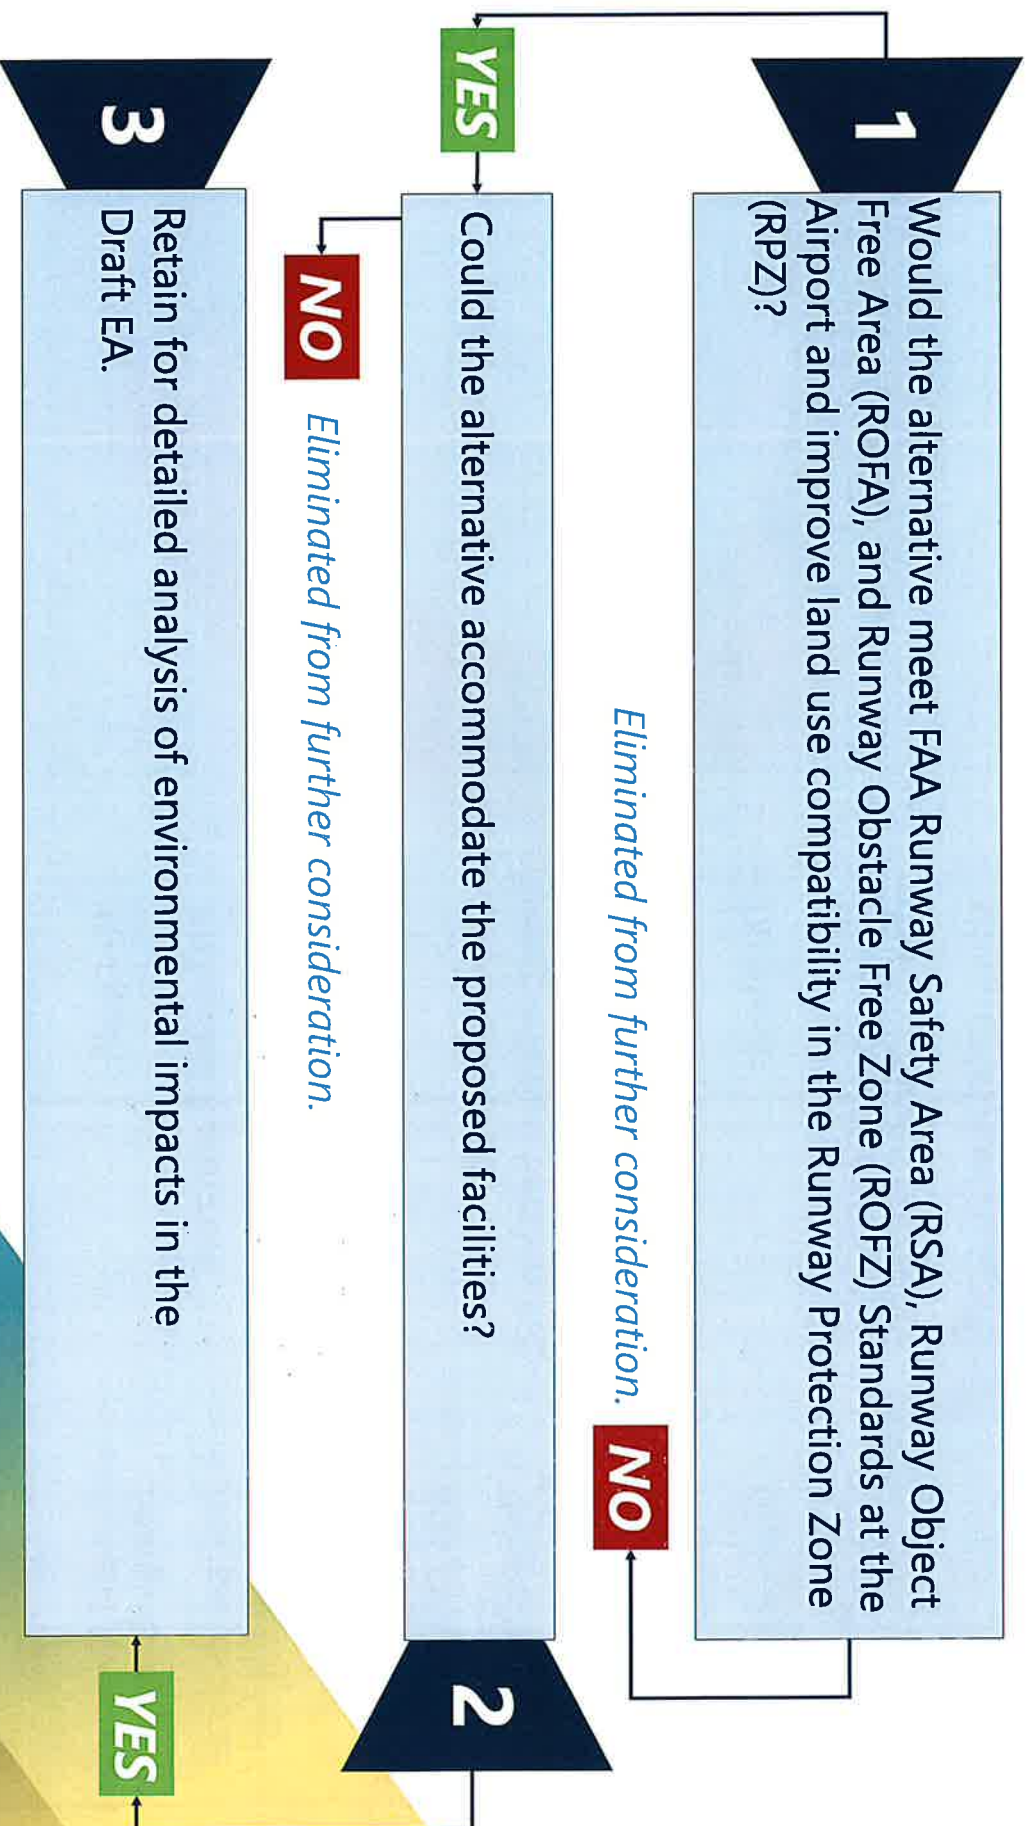 1
Would the alternative meet FAA Runway Safety Area (RSA), Runway Object
Free Area (ROFA), and Runway Obstacle Free Zone (ROFZ) Standards at the
Airport and improve land use compatibility in the Runway Protection Zone
(RPZ)?
Eliminated from further consideration.
NO
YES
Could the alternative accommodate the proposed facilities?
2
NO
Eliminated from further consideration.
3
Retain for detailed analysis of environmental impacts in the
Draft EA.
YES